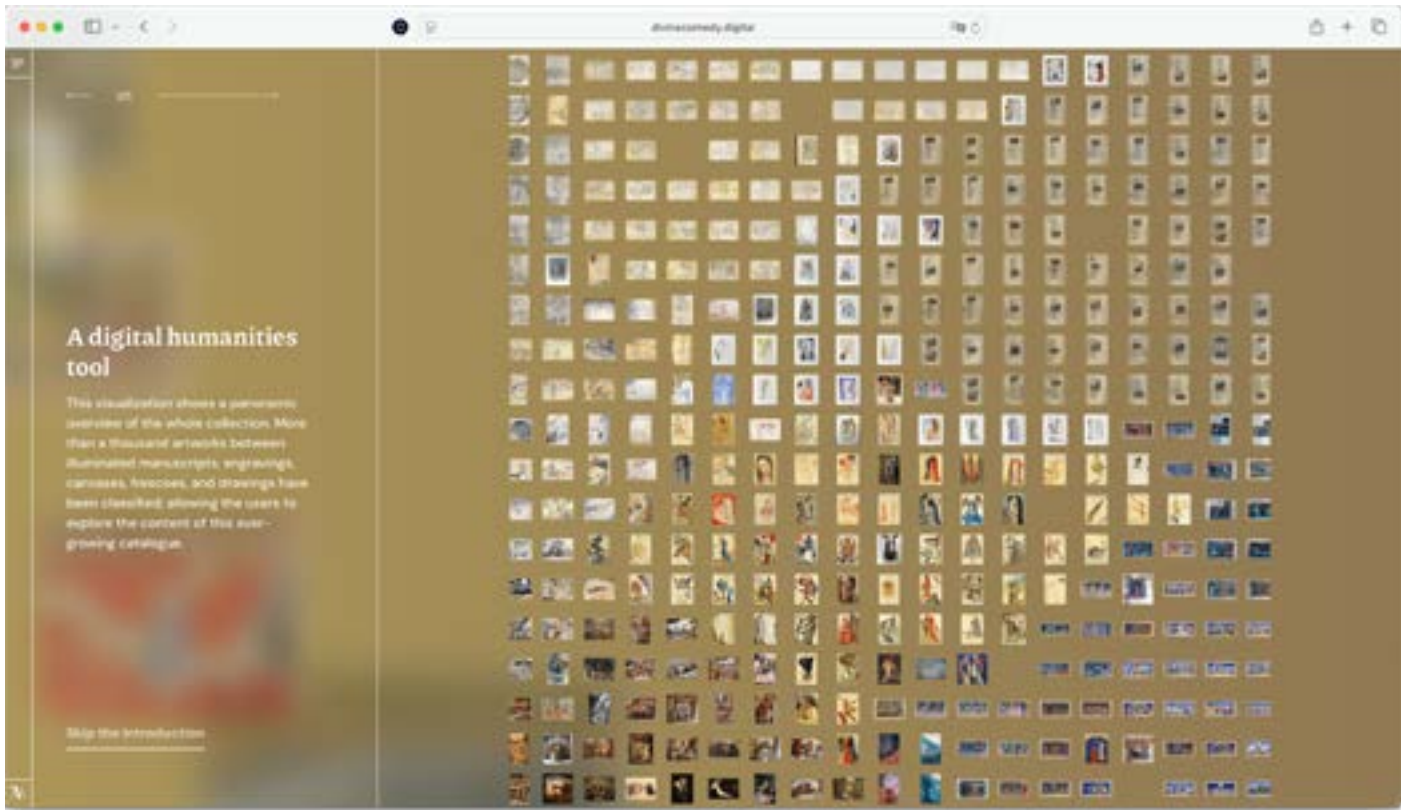 divinecomedy.digital
A digital humanities
tool
This visualization shows a panoramic
overview of the whole collection. More
than a thousand artworks between
illuminated manuscripts, engravings,
canvases, frescoes, and drawings have
been classified, allowing the users to
explore the content of this ever-
growing catalogue.
Skip the Introduction